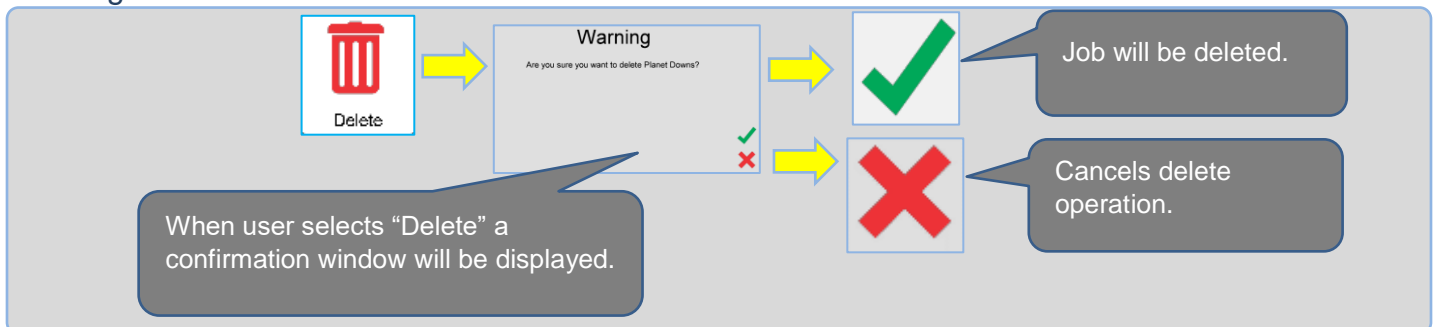 Warning
Are you sure you want to delete Planet Downs?
Delete
Job will be deleted.
Cancels delete
operation.
When user selects “Delete” a
confirmation window will be displayed.